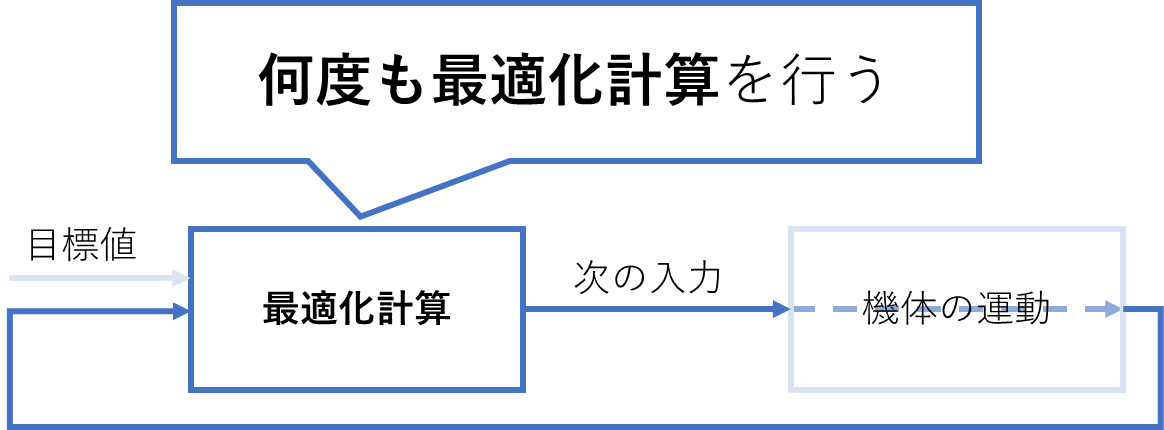 何度も最適化計算を行う
目標値
最適化計算
次の入力
機体の運動